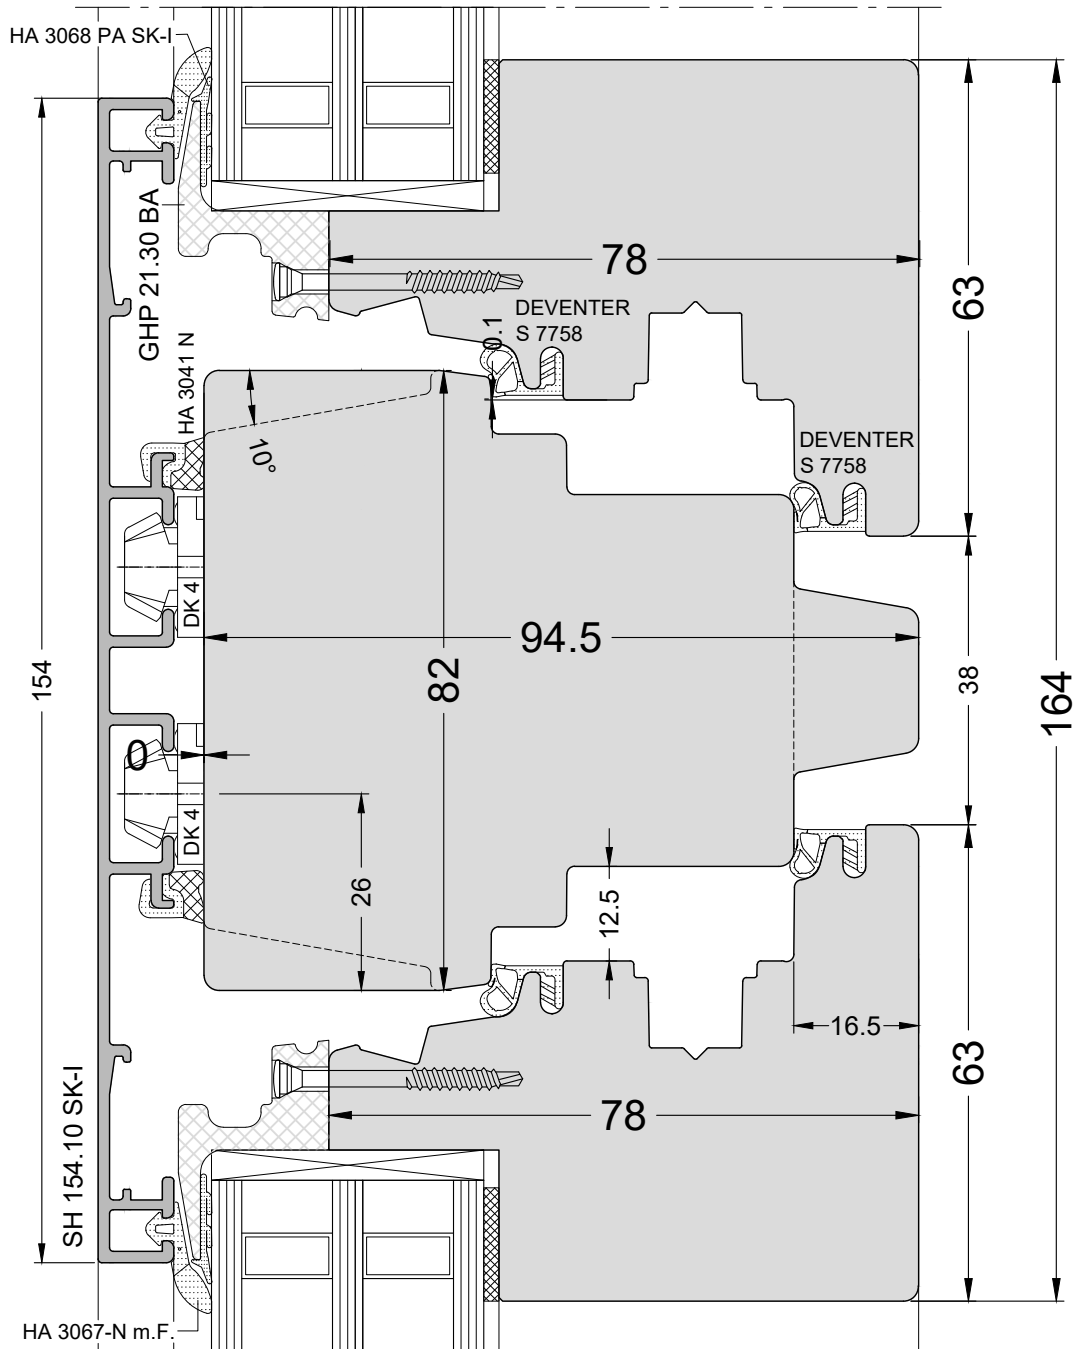 HA 3068 PA SK-I
GHP 21.30 BA
78
63
DEVENTER
S 7758
0.1
HA 3041 N
10°
DEVENTER
S 7758
DK 4
94.5
82
154
38
164
0
DK 4
26
12.5
16.5
63
SH 154.10 SK-I
78
HA 3067-N m.F.